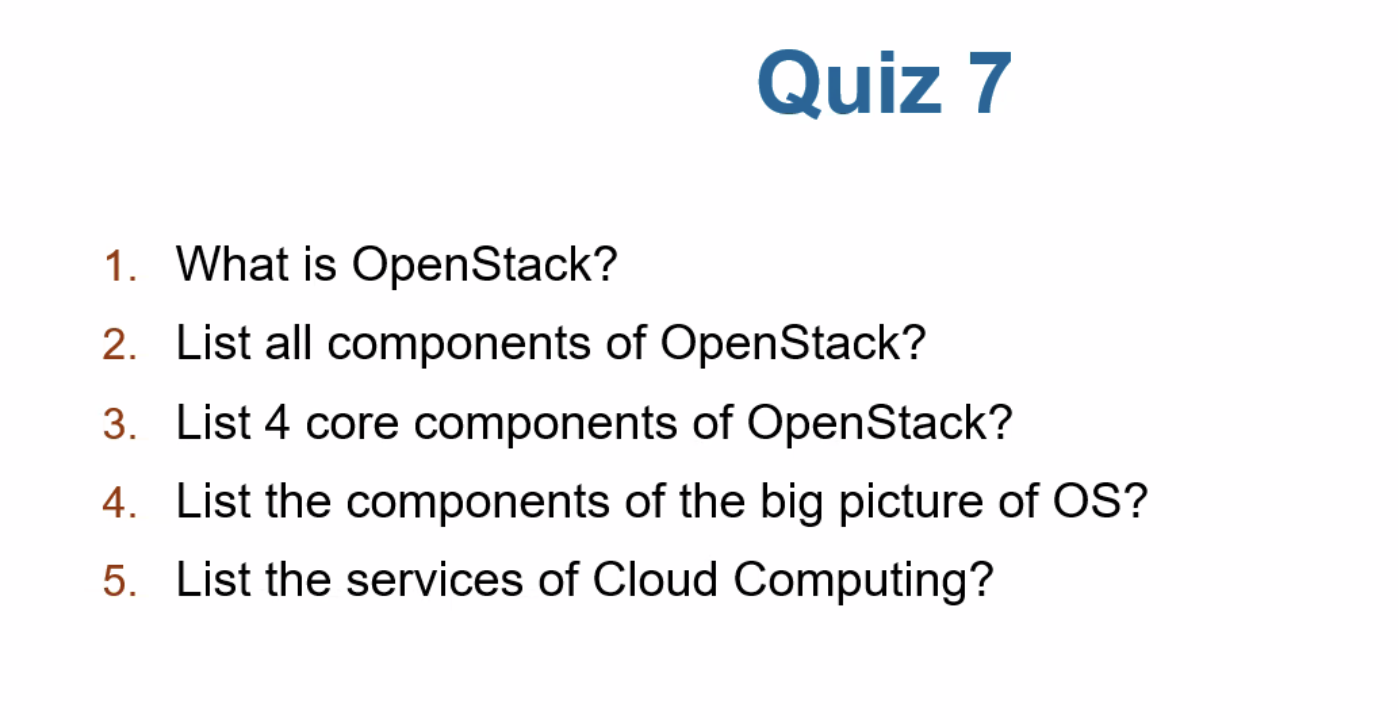 Quiz 7
1. What is OpenStack?
2. List all components of OpenStack?
3. List 4 core components of OpenStack?
4. List the components of the big picture of OS?
5. List the services of Cloud Computing?